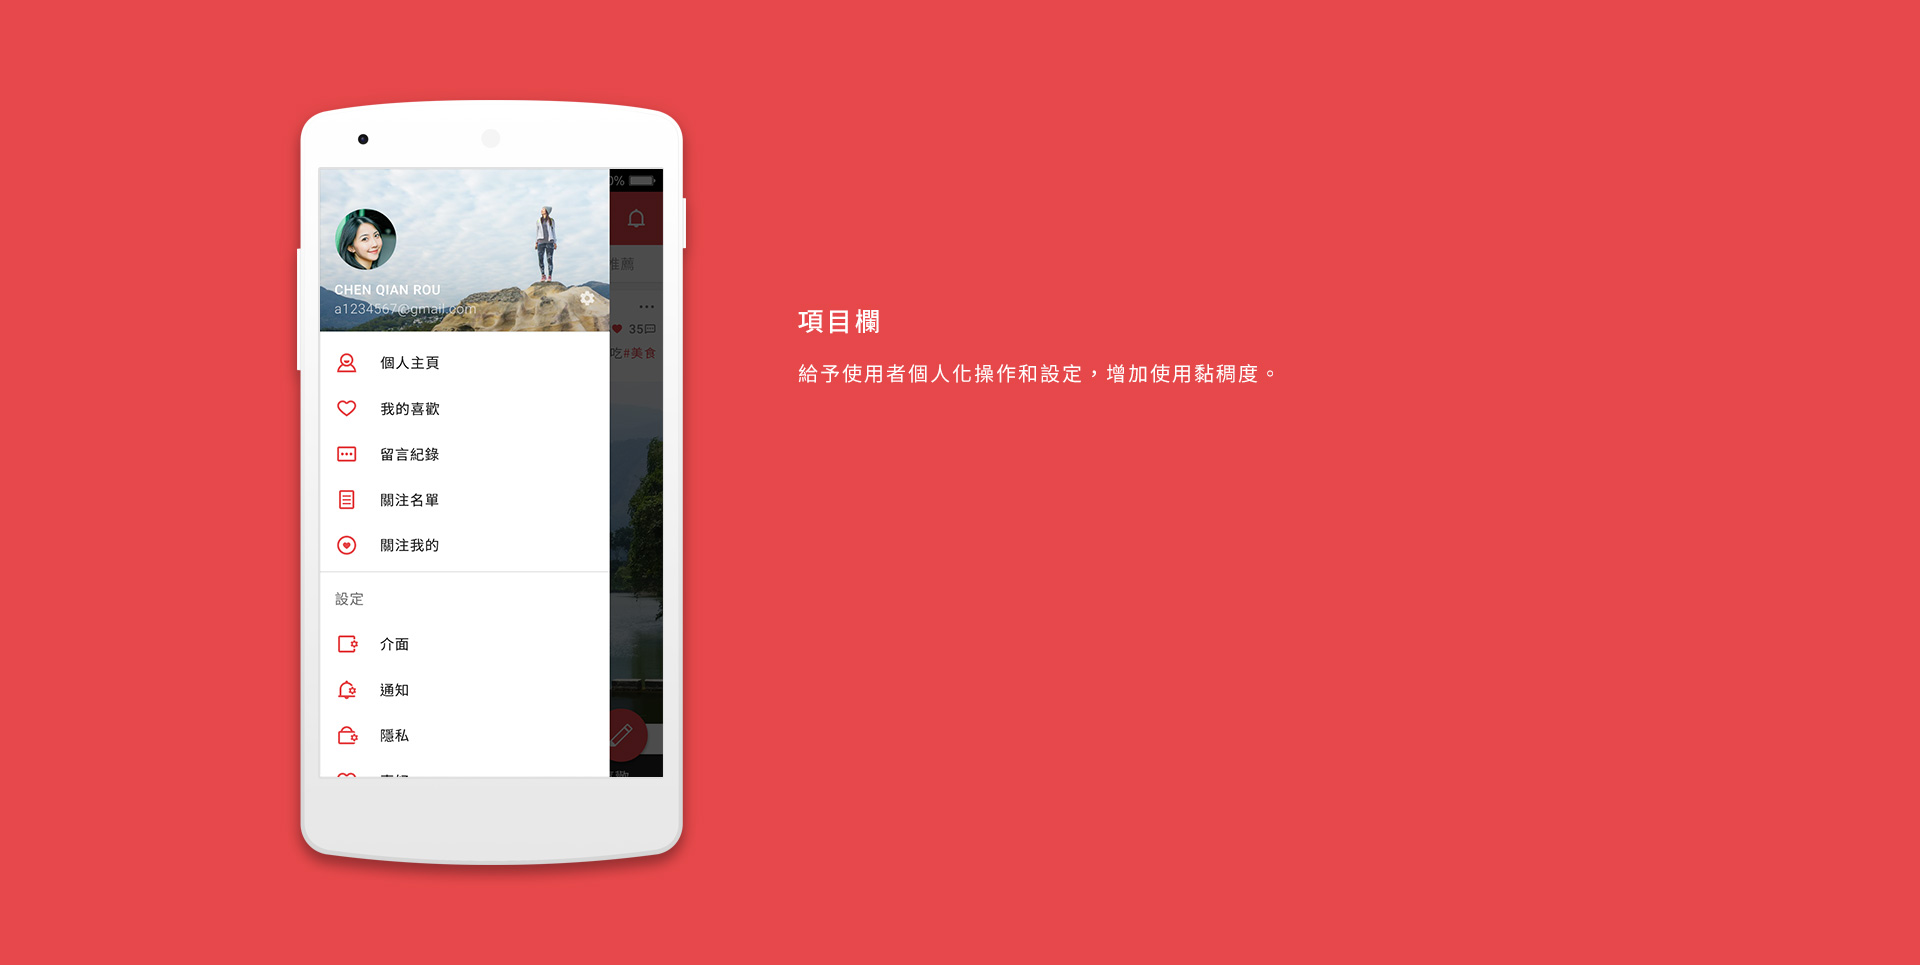 0%
推薦
CHEN QIAN ROU
a1234567@gmail.com
35
吃#美食
個人主頁
我的喜歡
留言紀錄
關注名單
關注我的
設定
介面
通知
隱私
項目欄
給予使用者個人化操作和設定，增加使用黏稠度。